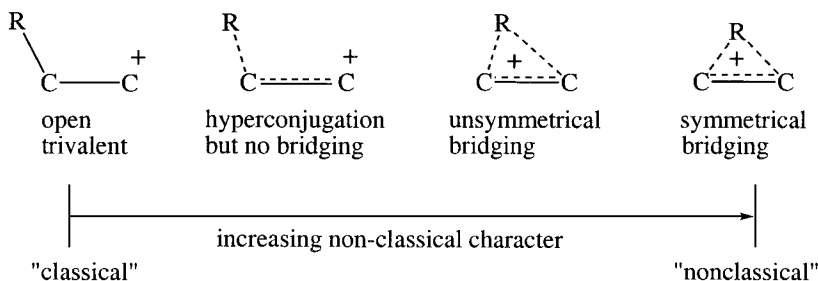 R
+
C
C
R
+
C
C
R
+
C
C
R
+
C
C
open
trivalent
hyperconjugation
but no bridging
unsymmetrical
bridging
symmetrical
bridging
increasing non-classical character
"classical"
"nonclassical"